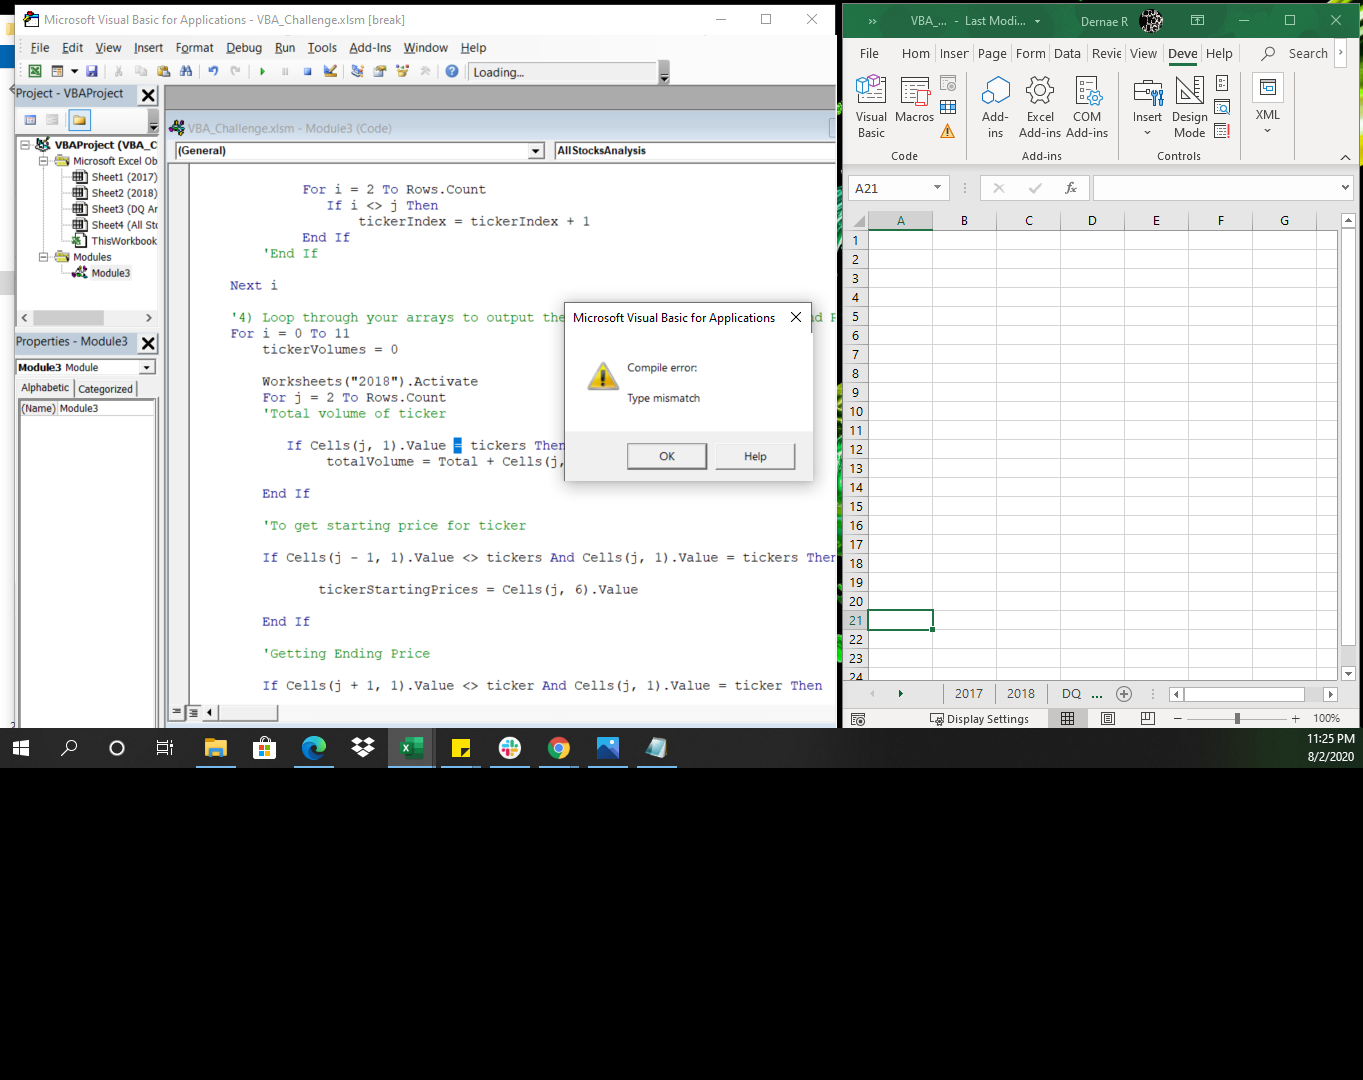 Microsoft Visual Basic for Applications - VBA_Challenge.xlsm [break]
File Edit View Insert Format Debug Run Tools Add-Ins Window Help
Loading...
Project - VBAProject
VBAProject (VBA_C
Microsoft Excel Ob
Sheet1 (2017)
Sheet2 (2018)
Sheet3 (DQ Ar
Sheet4 (All Sto
ThisWorkbook
Modules
Module3
Properties - Module3
Module3 Module
Alphabetic Categorized
(Name) Module3
VBA_Challenge.xlsm - Module3 (Code)
(General) AllStocksAnalysis
For i = 2 To Rows.Count
If i <> j Then
tickerIndex = tickerIndex + 1
End If
'End If
Next i
'4) Loop through your arrays to output the
For i = 0 To 11
tickerVolumes = 0
Worksheets("2018").Activate
For j = 2 To Rows.Count
'Total volume of ticker
If Cells(j, 1).Value = tickers Then
totalVolume = Total + Cells(j,
End If
'To get starting price for ticker
If Cells(j - 1, 1).Value <> tickers And Cells(j, 1).Value = tickers Then
tickerStartingPrices = Cells(j, 6).Value
End If
'Getting Ending Price
If Cells(j + 1, 1).Value <> ticker And Cells(j, 1).Value = ticker Then
Microsoft Visual Basic for Applications
Compile error:
Type mismatch
OK Help
VBA_... - Last Modi... Dernae R
File Hom Inser Page Form Data Revie View Deve Help Search
Visual Basic
Macros
Code
Add-ins
Excel Add-ins
COM Add-ins
Add-ins
Insert
Design Mode
Controls
XML
A21
fx
A B C D E F G
1
2
3
4
5
6
7
8
9
10
11
12
13
14
15
16
17
18
19
20
21
22
23
24
2017 2018 DQ ...
Display Settings 100%
11:25 PM
8/2/2020